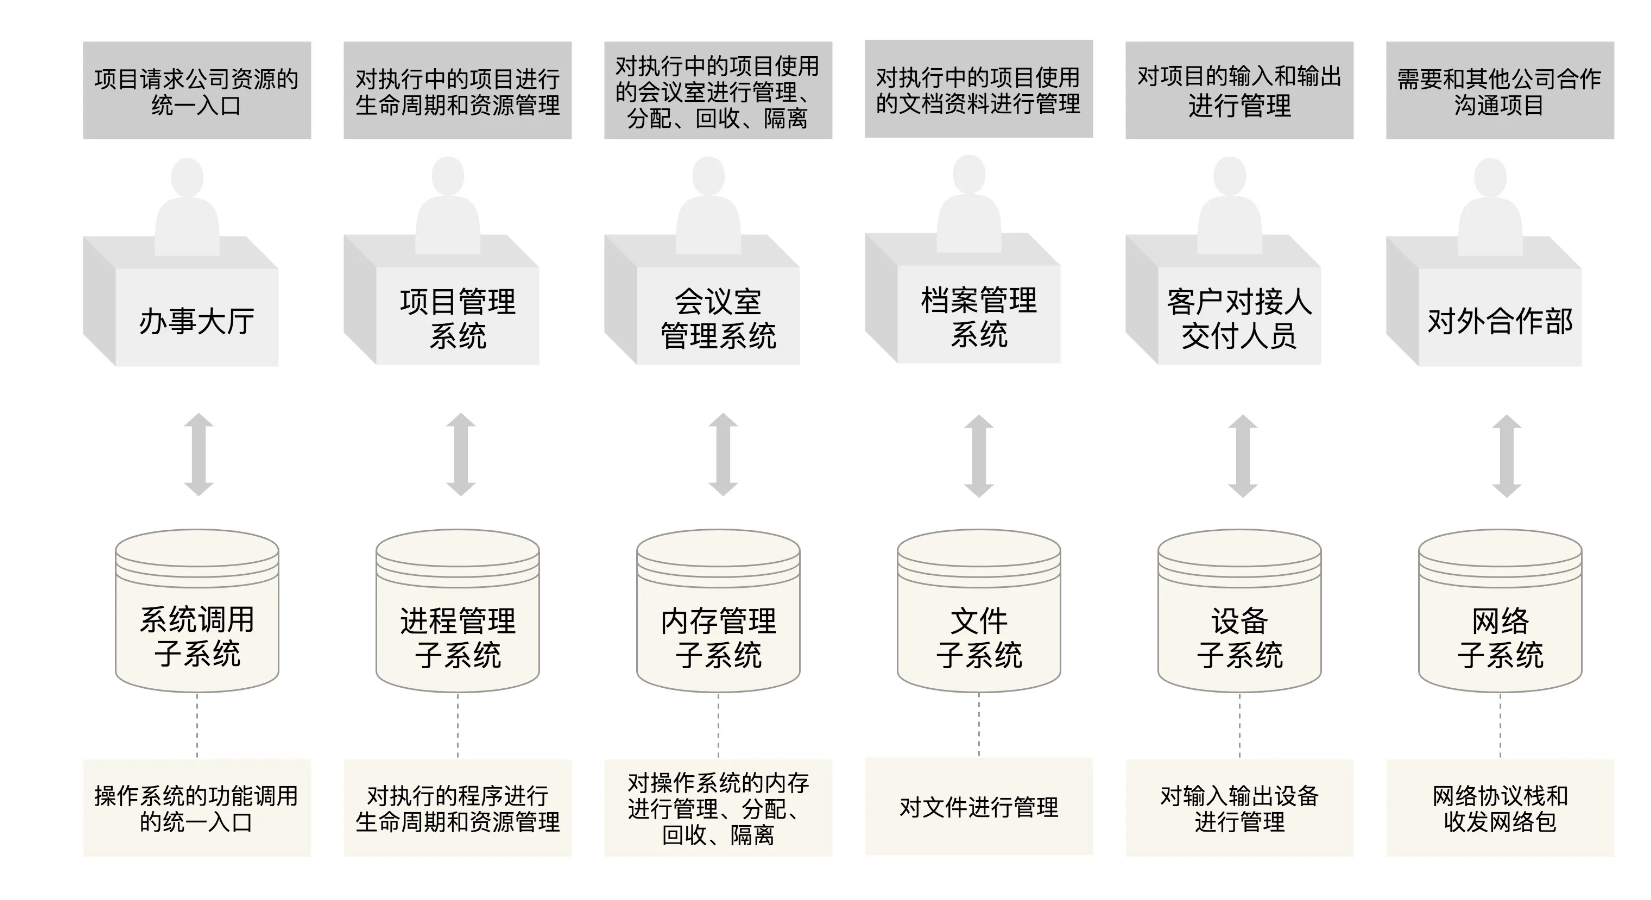 项目请求公司资源的
统一入口
对执行中的项目进行
生命周期和资源管理
对执行中的项目使用
的会议室进行管理、
分配、回收、隔离
对执行中的项目使用
的文档资料进行管理
对项目的输入和输出
进行管理
需要和其他公司合作
沟通项目
办事大厅
项目管理
系统
会议室
管理系统
档案管理
系统
客户对接人
交付人员
对外合作部
系统调用
子系统
进程管理
子系统
内存管理
子系统
文件
子系统
设备
子系统
网络
子系统
操作系统的功能调用
的统一入口
对执行的程序进行
生命周期和资源管理
对操作系统的内存
进行管理、分配、
回收、隔离
对文件进行管理
对输入输出设备
进行管理
网络协议栈和
收发网络包